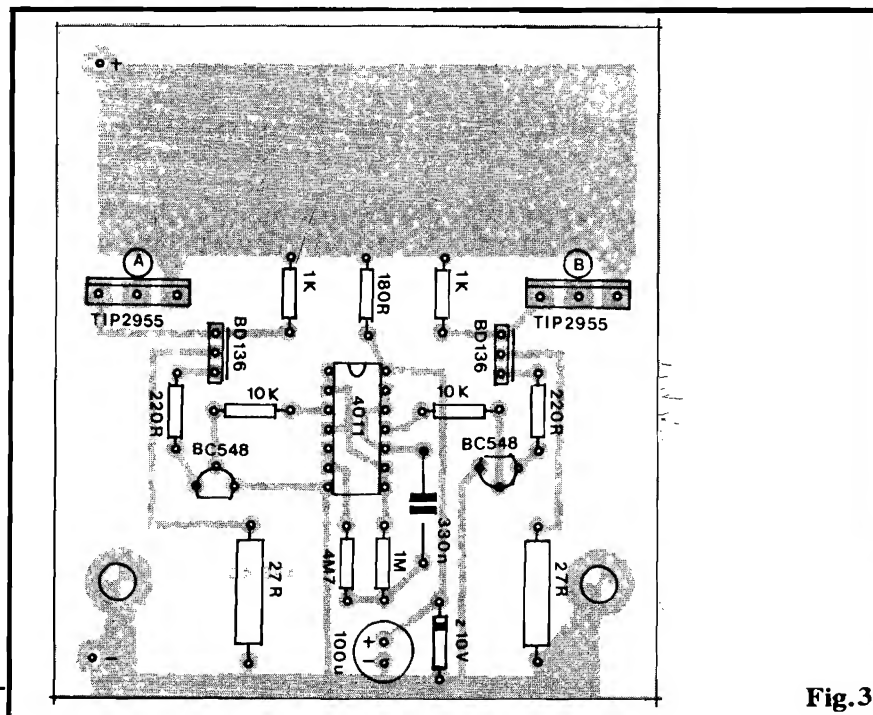 +
A
B
1K
180R
1K
TIP2955
TIP2955
BD136
BD136
220R
10K
4011
10K
220R
BC548
BC548
330n
27R
4M7
1M
27R
100u
+
-
z10V
-
Fig.3